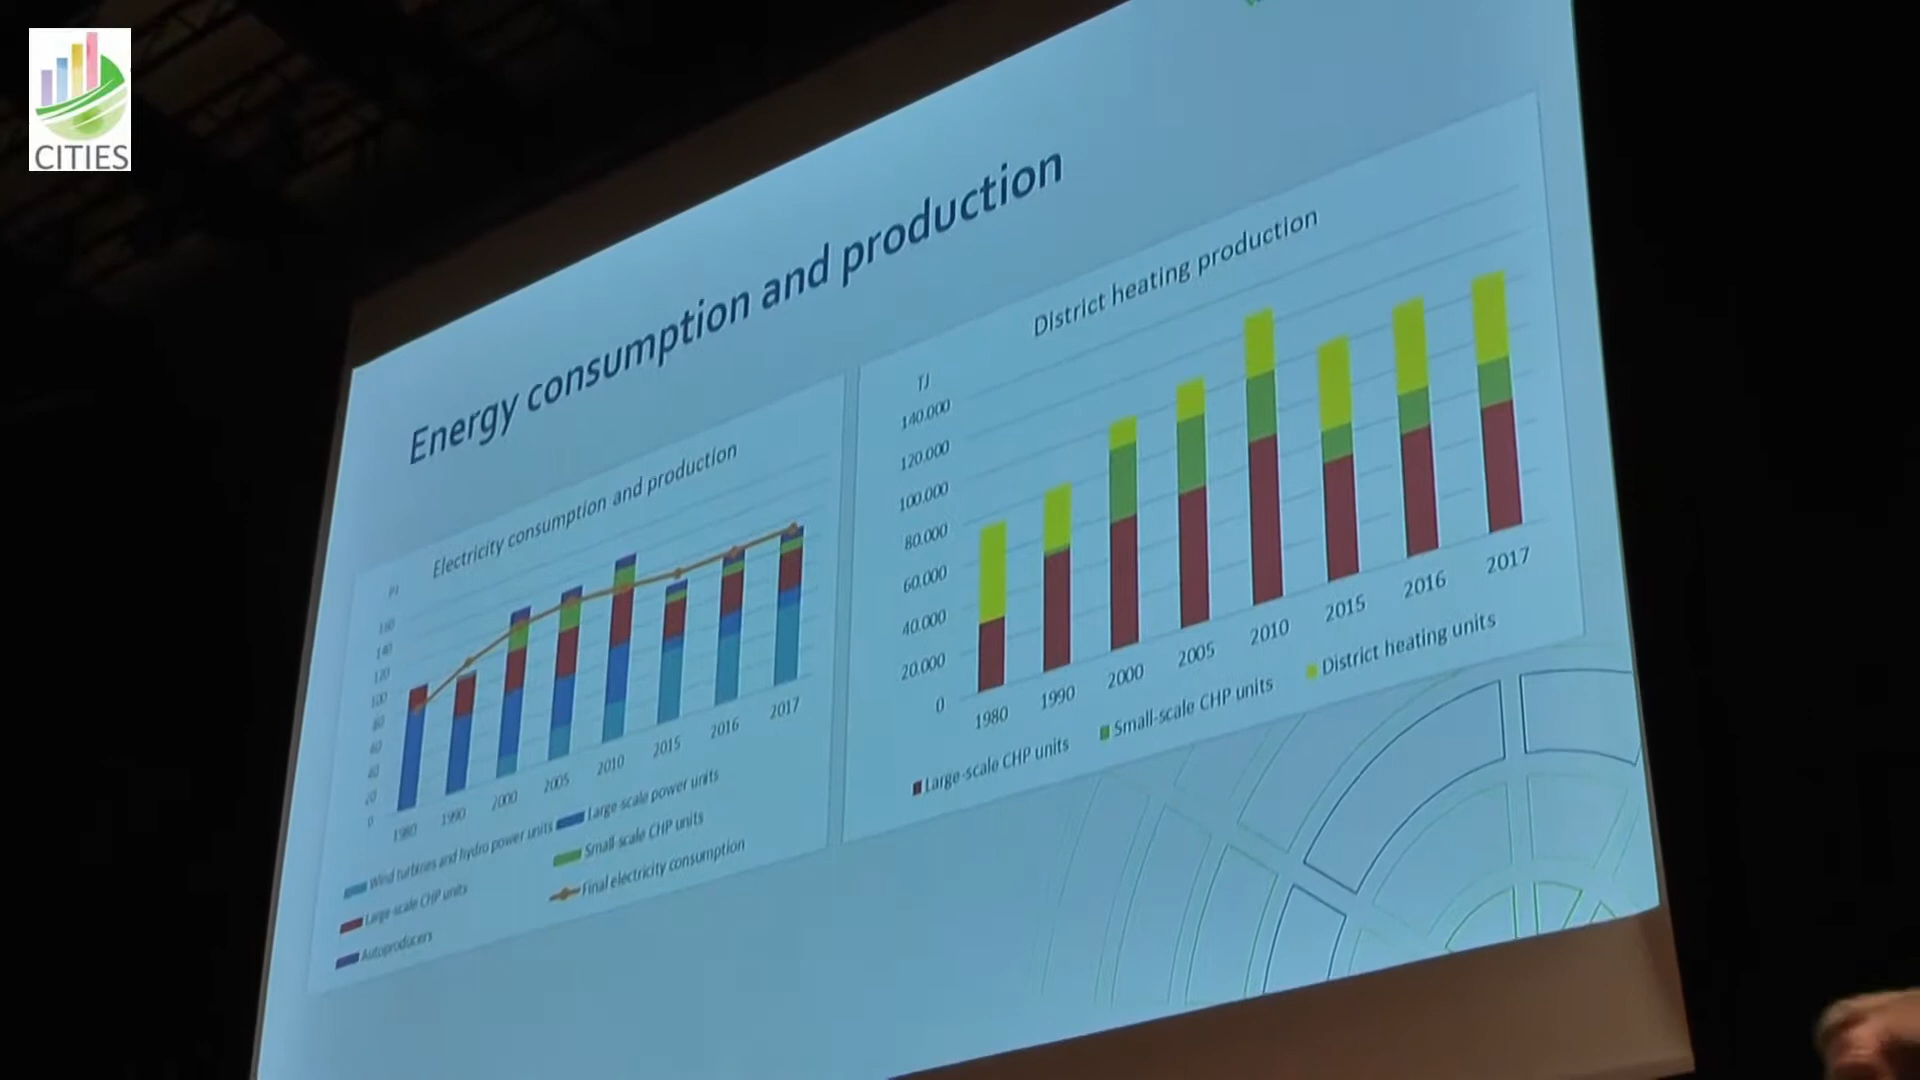 CITIES
Energy consumption and production
Electricity consumption and production
160
140
120
100
80
60
40
20
0
1980
1990
2000
2005
2010
2015
2016
2017
Wind turbines and hydro power units
Large-scale power units
Large-scale CHP units
Small-scale CHP units
Autoproducers
Final electricity consumption
District heating production
TJ
140.000
120.000
100.000
80.000
60.000
40.000
20.000
0
1980
1990
2000
2005
2010
2015
2016
2017
Large-scale CHP units
Small-scale CHP units
District heating units